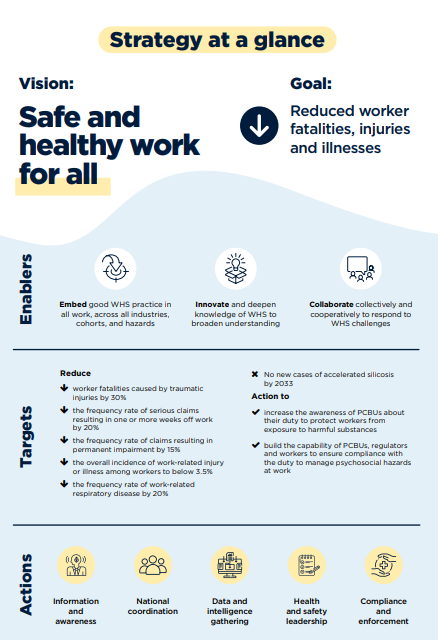 Strategy at a glance
Vision:
Safe and
healthy work
for all
Goal:
Reduced worker
fatalities, injuries
and illnesses
Enablers
Embed good WHS practice in
all work, across all industries,
cohorts, and hazards
Innovate and deepen
knowledge of WHS to
broaden understanding
Collaborate collectively and
cooperatively to respond to
WHS challenges
Targets
Reduce
worker fatalities caused by traumatic
injuries by 30%
the frequency rate of serious claims
resulting in one or more weeks off work
by 20%
the frequency rate of claims resulting in
permanent impairment by 15%
the overall incidence of work-related injury
or illness among workers to below 3.5%
the frequency rate of work-related
respiratory disease by 20%
No new cases of accelerated silicosis
by 2033
Action to
increase the awareness of PCBUs about
their duty to protect workers from
exposure to harmful substances
build the capability of PCBUs, regulators
and workers to ensure compliance with
the duty to manage psychosocial hazards
at work
Actions
Information
and
awareness
National
coordination
Data and
intelligence
gathering
Health
and safety
leadership
Compliance
and
enforcement